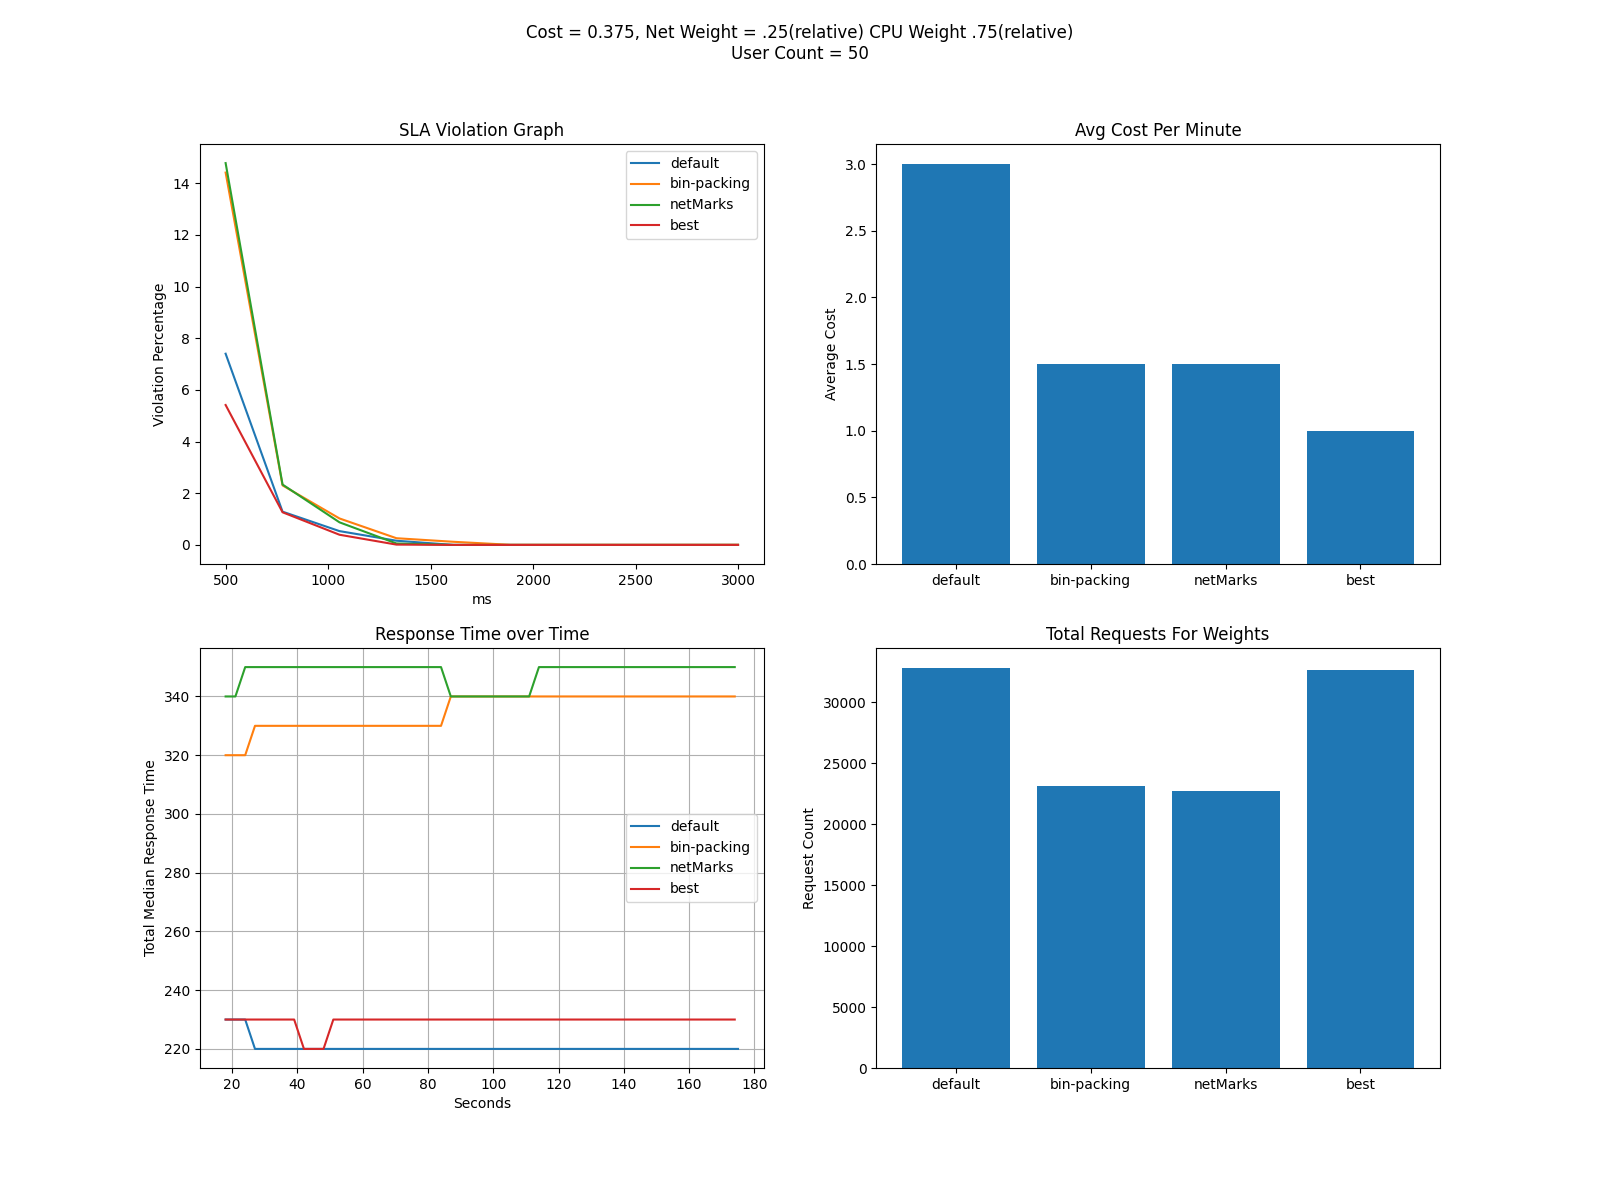 Cost = 0.375, Net Weight = .25(relative) CPU Weight .75(relative)
User Count = 50
SLA Violation Graph
Violation Percentage
14
12
10
8
6
4
2
0
500
1000
1500
2000
2500
3000
ms
default
bin-packing
netMarks
best
Avg Cost Per Minute
Average Cost
3.0
2.5
2.0
1.5
1.0
0.5
0.0
default
bin-packing
netMarks
best
Response Time over Time
Total Median Response Time
340
320
300
280
260
240
220
20
40
60
80
100
120
140
160
180
Seconds
default
bin-packing
netMarks
best
Total Requests For Weights
Request Count
30000
25000
20000
15000
10000
5000
0
default
bin-packing
netMarks
best